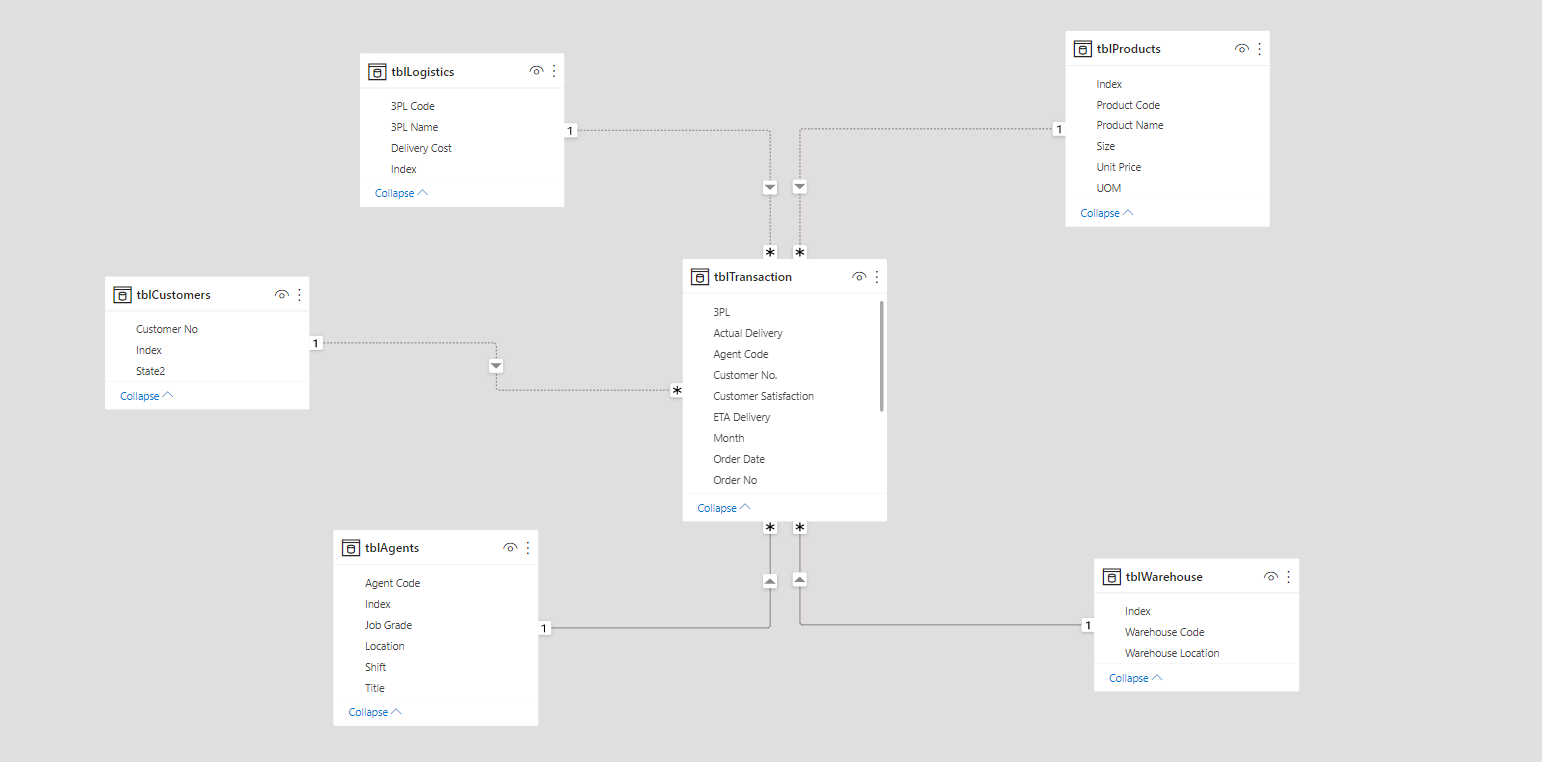 tblLogistics
3PL Code
3PL Name
Delivery Cost
Index
Collapse
1
tblProducts
Index
Product Code
Product Name
Size
Unit Price
UOM
Collapse
1
tblCustomers
Customer No
Index
State2
Collapse
1
*
*
*
tblTransaction
3PL
Actual Delivery
Agent Code
Customer No.
Customer Satisfaction
ETA Delivery
Month
Order Date
Order No
Collapse
*
*
tblAgents
Agent Code
Index
Job Grade
Location
Shift
Title
Collapse
1
tblWarehouse
Index
Warehouse Code
Warehouse Location
Collapse
1